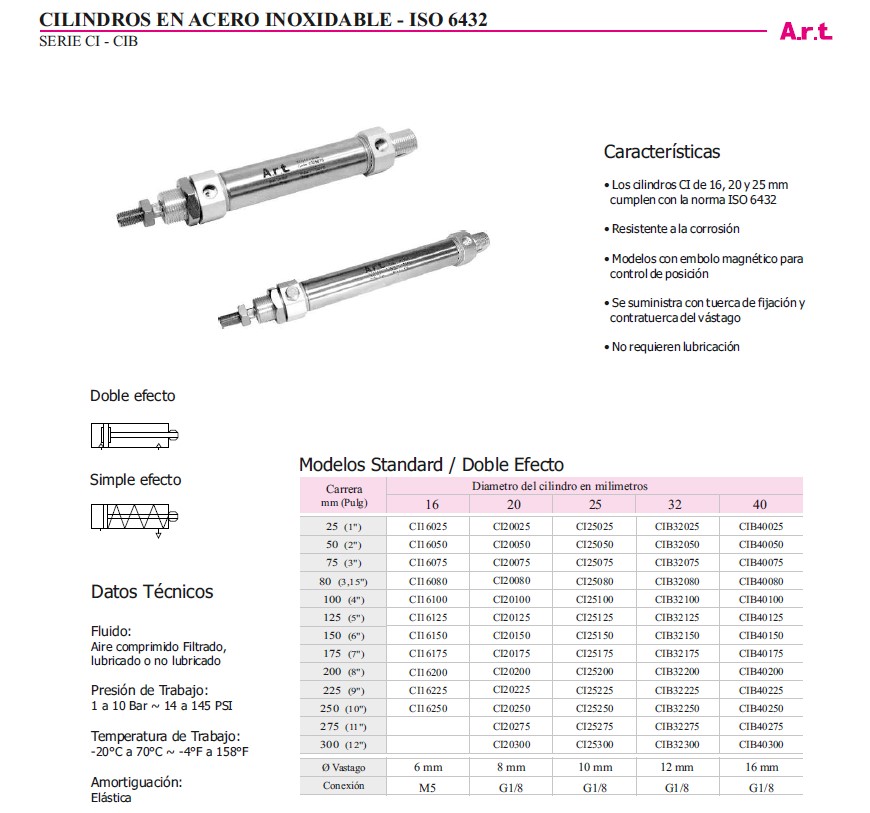 CILINDROS EN ACERO INOXIDABLE - ISO 6432
SERIE CI - CIB
A.r.t.
Art
Art
Características
• Los cilindros CI de 16, 20 y 25 mm
cumplen con la norma ISO 6432
• Resistente a la corrosión
• Modelos con embolo magnético para
control de posición
• Se suministra con tuerca de fijación y
contratuerca del vástago
• No requieren lubricación
Doble efecto
Simple efecto
Datos Técnicos
Fluido:
Aire comprimido Filtrado,
lubricado o no lubricado
Presión de Trabajo:
1 a 10 Bar ~ 14 a 145 PSI
Temperatura de Trabajo:
-20°C a 70°C ~ -4°F a 158°F
Amortiguación:
Elástica
Modelos Standard / Doble Efecto
Carrera mm (Pulg) Diametro del cilindro en milimetros
16 20 25 32 40
25 (1") CI16025 CI20025 CI25025 CIB32025 CIB40025
50 (2") CI16050 CI20050 CI25050 CIB32050 CIB40050
75 (3") CI16075 CI20075 CI25075 CIB32075 CIB40075
80 (3,15") CI16080 CI20080 CI25080 CIB32080 CIB40080
100 (4") CI16100 CI20100 CI25100 CIB32100 CIB40100
125 (5") CI16125 CI20125 CI25125 CIB32125 CIB40125
150 (6") CI16150 CI20150 CI25150 CIB32150 CIB40150
175 (7") CI16175 CI20175 CI25175 CIB32175 CIB40175
200 (8") CI16200 CI20200 CI25200 CIB32200 CIB40200
225 (9") CI16225 CI20225 CI25225 CIB32225 CIB40225
250 (10") CI16250 CI20250 CI25250 CIB32250 CIB40250
275 (11") CI20275 CI25275 CIB32275 CIB40275
300 (12") CI20300 CI25300 CIB32300 CIB40300
Ø Vastago 6 mm 8 mm 10 mm 12 mm 16 mm
Conexión M5 G1/8 G1/8 G1/8 G1/8